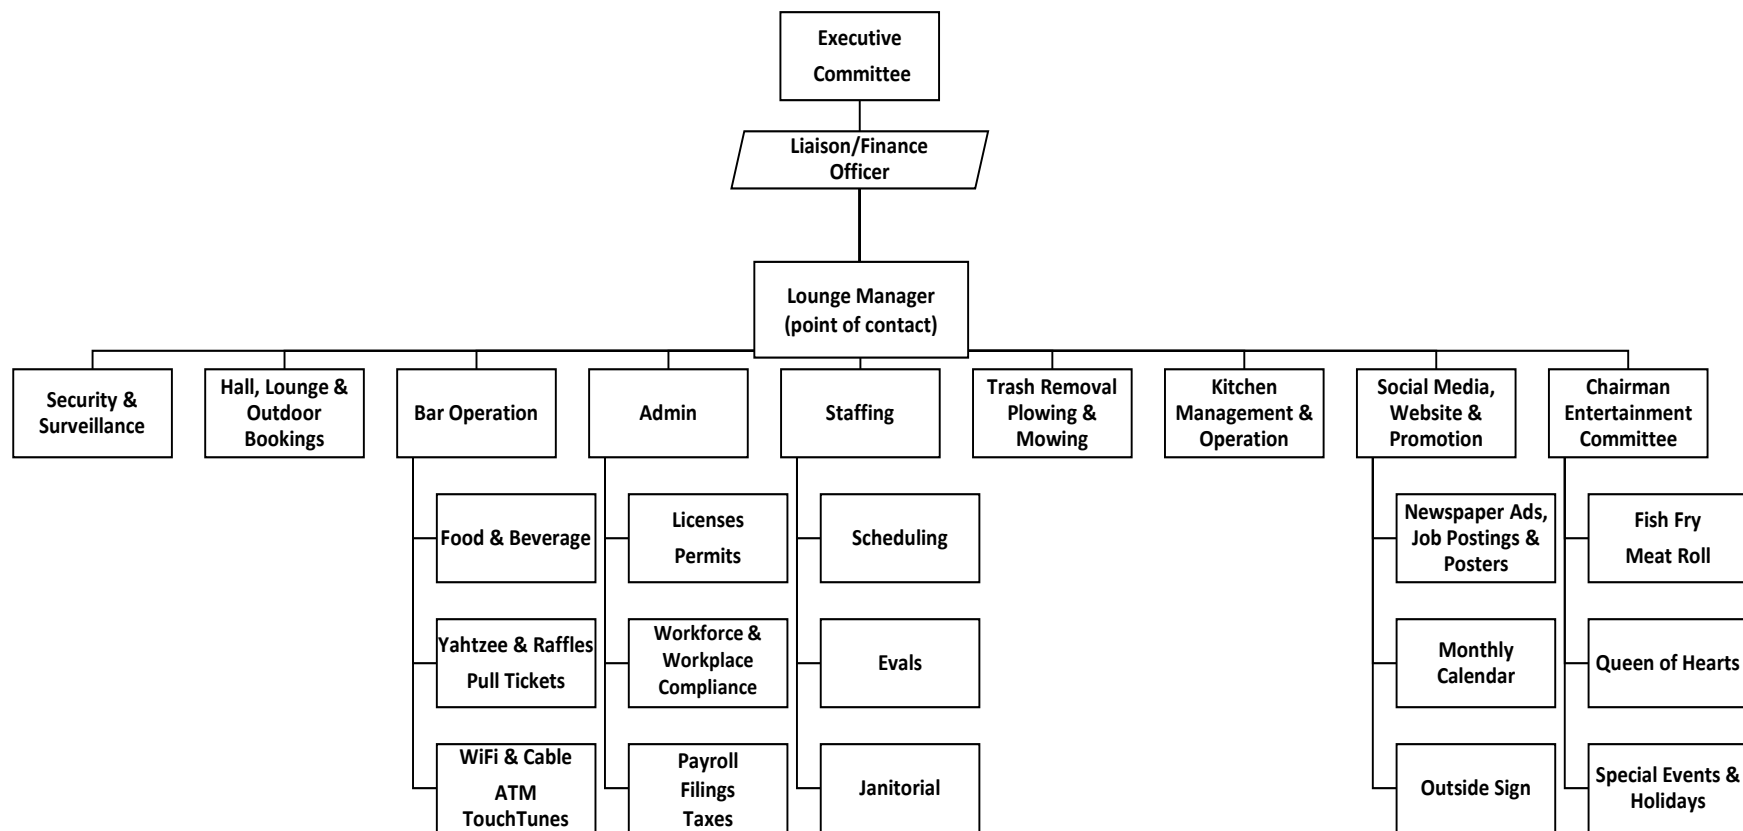 Executive
Committee
Liaison/Finance
Officer
Lounge Manager
(point of contact)
Security &
Surveillance
Hall, Lounge &
Outdoor
Bookings
Bar Operation
Admin
Staffing
Trash Removal
Plowing &
Mowing
Kitchen
Management &
Operation
Social Media,
Website &
Promotion
Chairman
Entertainment
Committee
Food & Beverage
Yahtzee & Raffles
Pull Tickets
WiFi & Cable
ATM
TouchTunes
Licenses
Permits
Workforce &
Workplace
Compliance
Payroll
Filings
Taxes
Scheduling
Evals
Janitorial
Newspaper Ads,
Job Postings &
Posters
Monthly
Calendar
Outside Sign
Fish Fry
Meat Roll
Queen of Hearts
Special Events &
Holidays